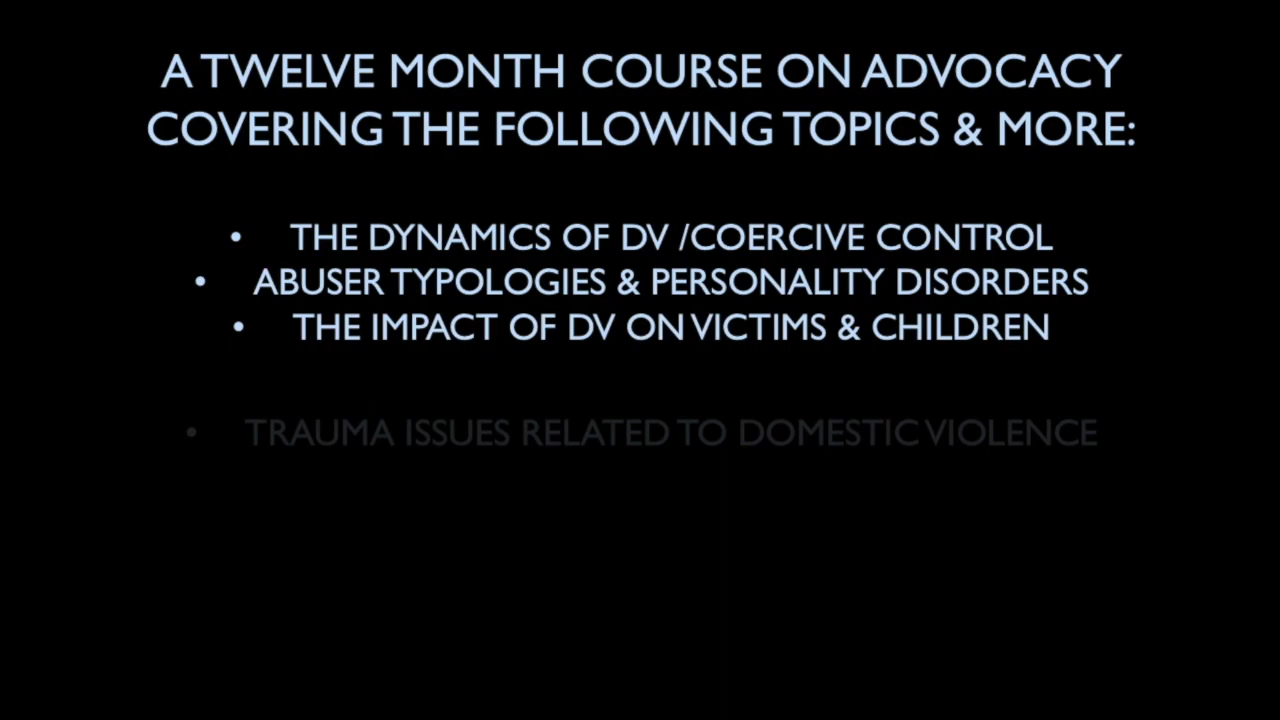 A TWELVE MONTH COURSE ON ADVOCACY
COVERING THE FOLLOWING TOPICS & MORE:
• THE DYNAMICS OF DV /COERCIVE CONTROL
• ABUSER TYPOLOGIES & PERSONALITY DISORDERS
• THE IMPACT OF DV ON VICTIMS & CHILDREN
• TRAUMA ISSUES RELATED TO DOMESTIC VIOLENCE